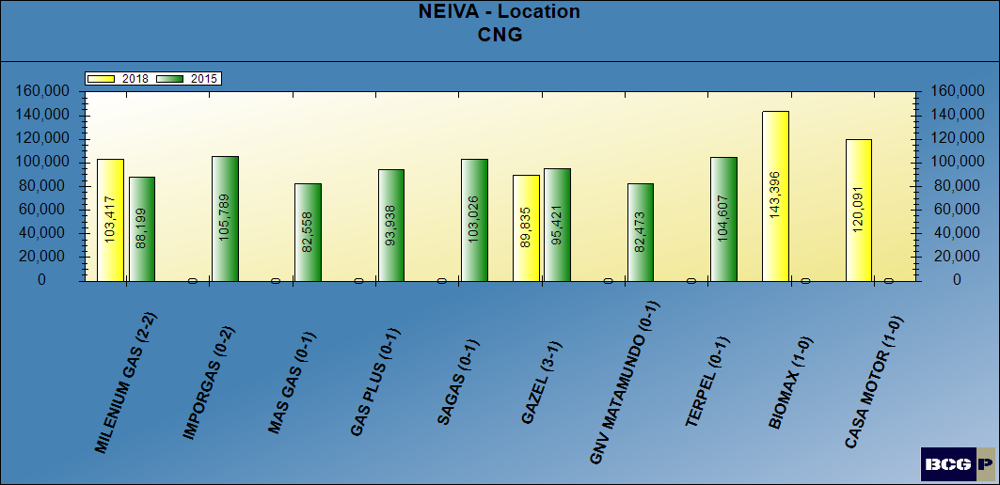 NEIVA - Location
CNG
2018 2015
160,000 160,000
140,000 140,000
120,000 120,000
100,000 100,000
80,000 80,000
60,000 60,000
40,000 40,000
20,000 20,000
0 0
103,417 88,199 0 105,789 0 82,558 0 93,938 0 103,026 89,835 95,421 0 82,473 0 104,607 143,396 0 120,091 0
MILENIUM GAS (2-2)
IMPORGAS (0-2)
MAS GAS (0-1)
GAS PLUS (0-1)
SAGAS (0-1)
GAZEL (3-1)
GNV MATAMUNDO (0-1)
TERPEL (0-1)
BIOMAX (1-0)
CASA MOTOR (1-0)
BCG P